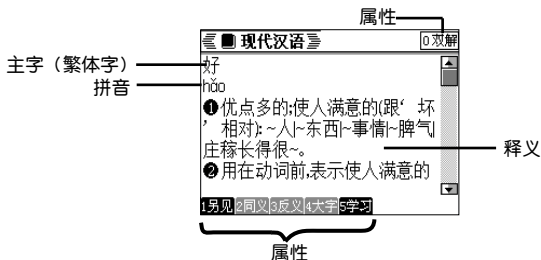 属性
现代汉语
0 双解
主字（繁体字）
好
拼音
hǎo
❶优点多的;使人满意的(跟‘坏
’相对):~人|~东西|~事情|~脾气|
庄稼长得很~。
释义
❷用在动词前,表示使人满意的
1另见 2同义 3反义 4大字 5学习
属性